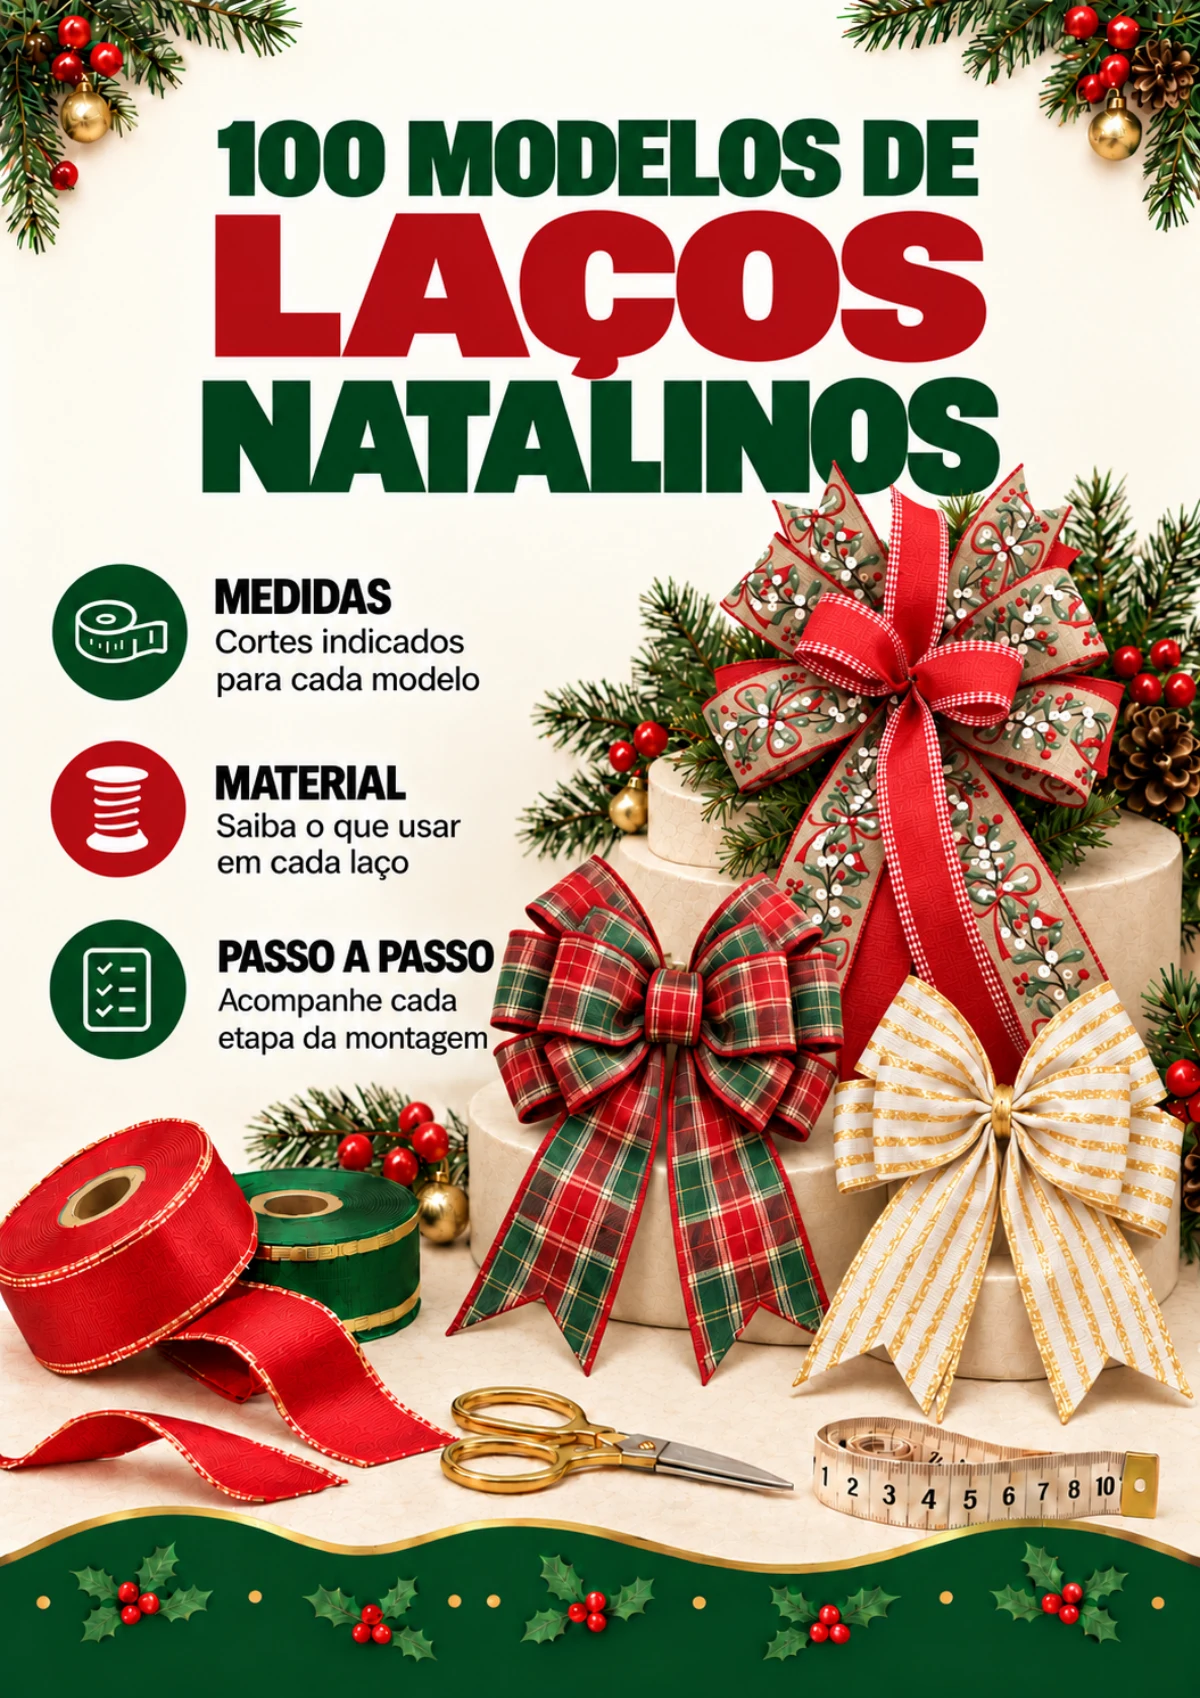 100 MODELOS DE
LAÇOS
NATALINOS
MEDIDAS
Cortes indicados
para cada modelo
MATERIAL
Saiba o que usar
em cada laço
PASSO A PASSO
Acompanhe cada
etapa da montagem
1 2 3 4 5 6 7 8 10